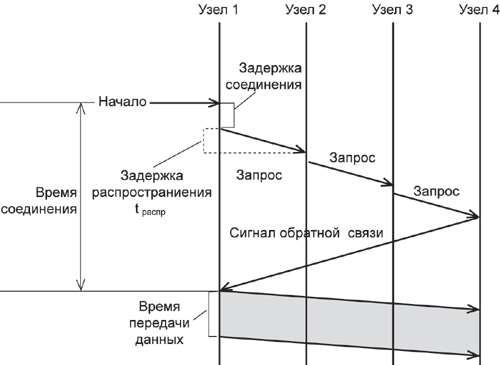 Узел 1
Узел 2
Узел 3
Узел 4
Задержка
соединения
Начало
Задержка
распространиения
t распр
Запрос
Запрос
Запрос
Время
соединения
Сигнал обратной связи
Время
передачи
данных